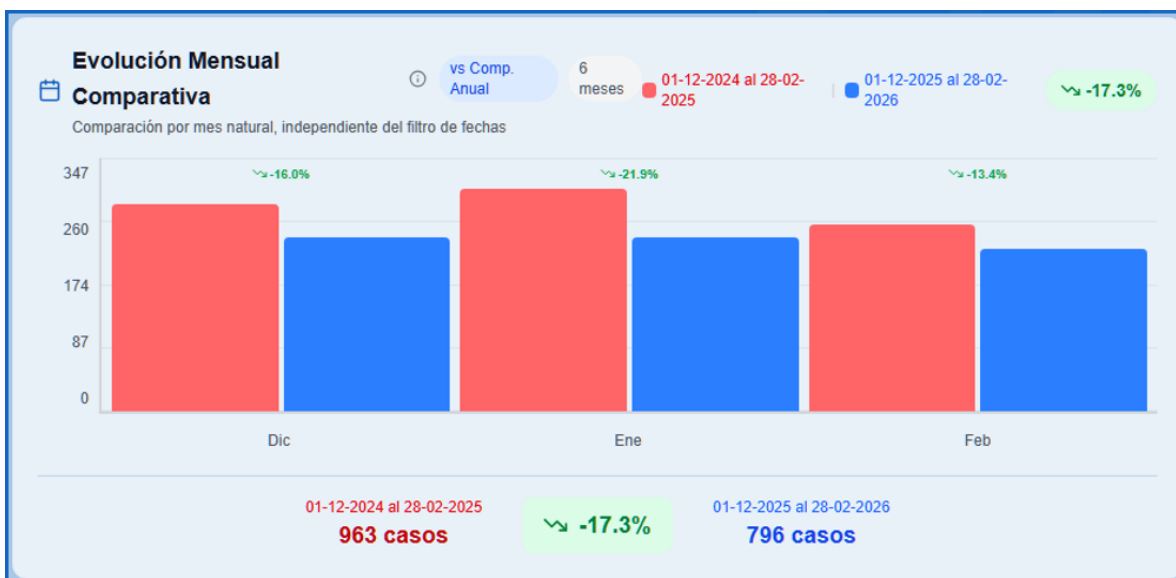 Evolución Mensual
Comparativa
vs Comp.
Anual
6
meses
01-12-2024 al 28-02-
2025
01-12-2025 al 28-02-
2026
-17.3%
Comparación por mes natural, independiente del filtro de fechas
347
260
174
87
0
-16.0%
-21.9%
-13.4%
Dic
Ene
Feb
01-12-2024 al 28-02-2025
963 casos
-17.3%
01-12-2025 al 28-02-2026
796 casos